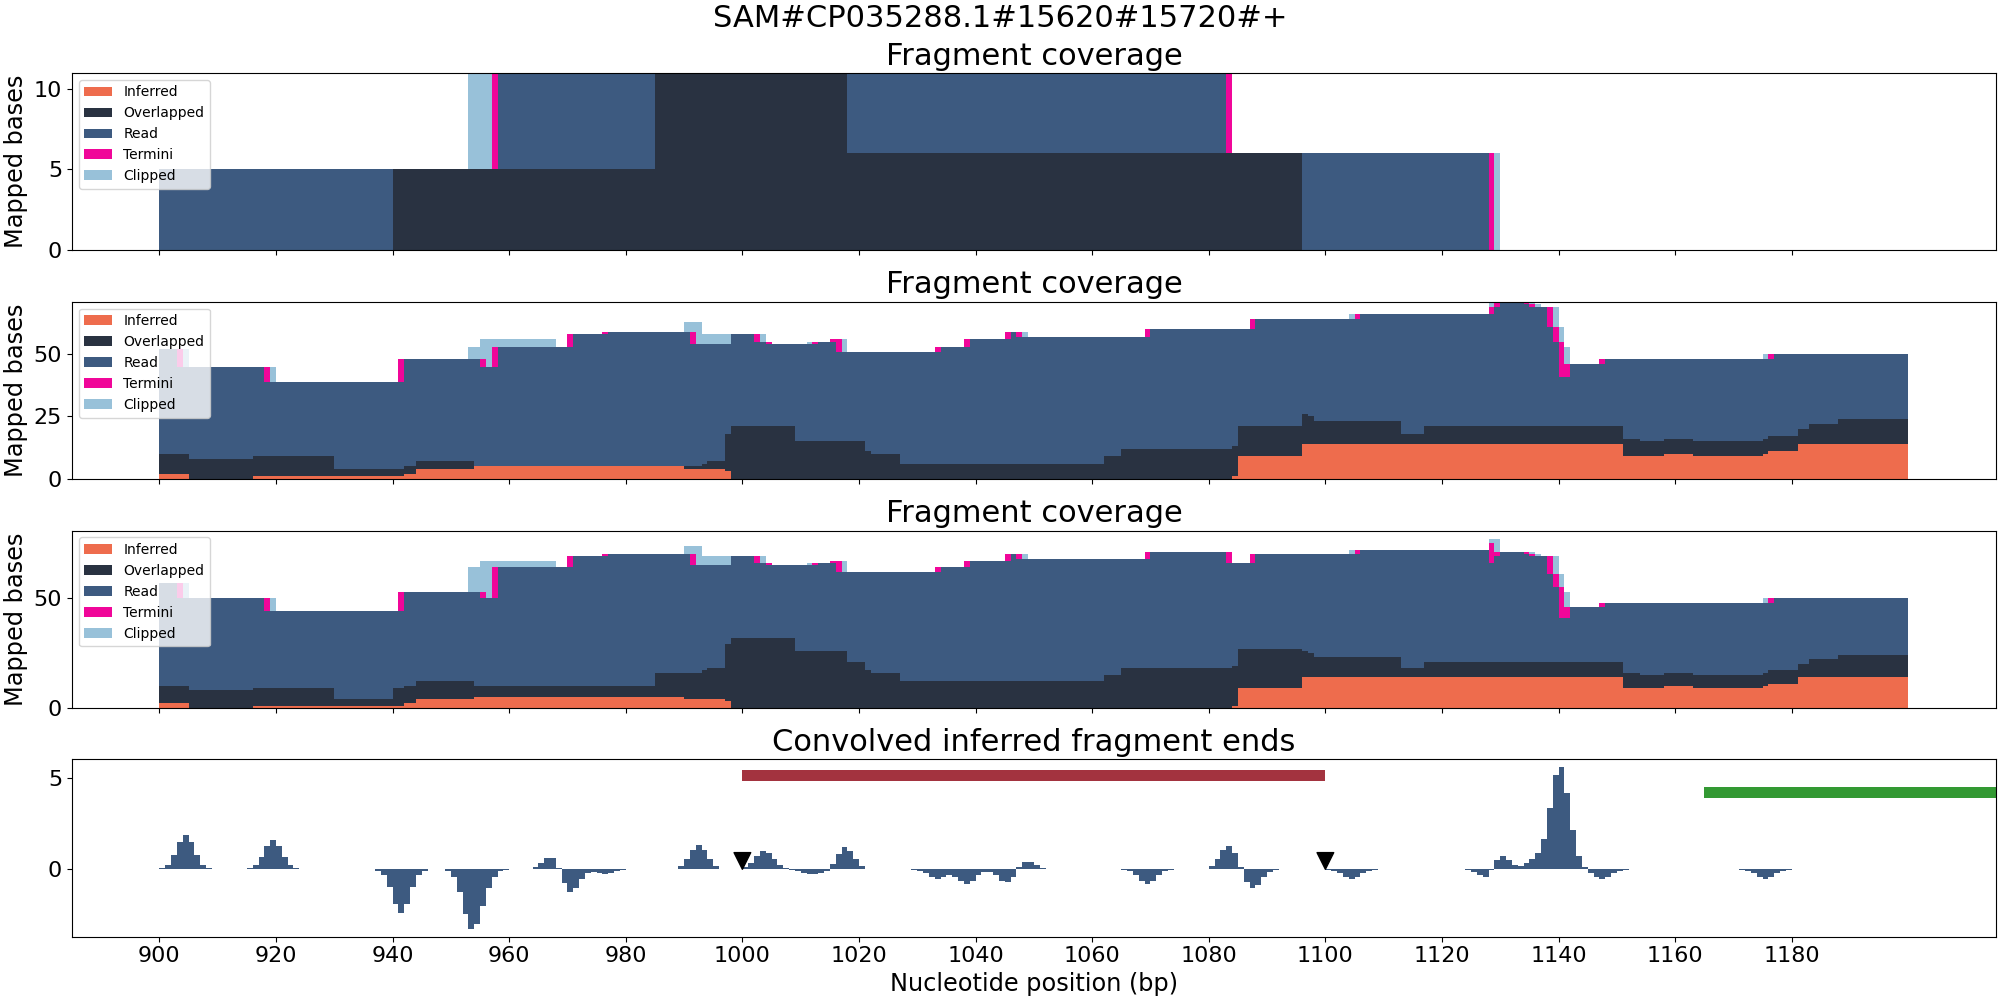 SAM#CP035288.1#15620#15720#+
Fragment coverage
Mapped bases
10
5
0
Inferred
Overlapped
Read
Termini
Clipped
Fragment coverage
Mapped bases
50
25
0
Inferred
Overlapped
Read
Termini
Clipped
Fragment coverage
Mapped bases
50
0
Inferred
Overlapped
Read
Termini
Clipped
Convolved inferred fragment ends
5
0
900 920 940 960 980 1000 1020 1040 1060 1080 1100 1120 1140 1160 1180
Nucleotide position (bp)